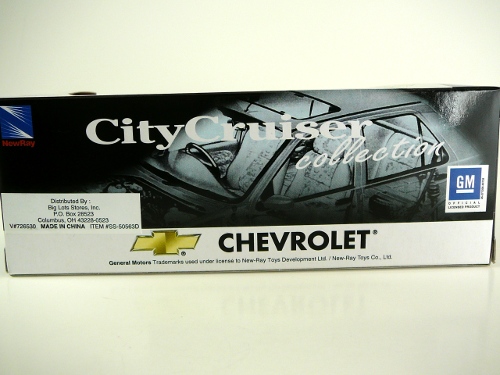 NewRay
CityCruiser
collection
Distributed By :
Big Lots Stores, Inc.
P.O. Box 28523
Columbus, OH 43228-0523
V#726530 MADE IN CHINA ITEM #SS-50563D
GM
OFFICIAL
LICENSED PRODUCT
CHEVROLET®
General Motors Trademarks used under license to New-Ray Toys Development Ltd. / New-Ray Toys Co., Ltd.